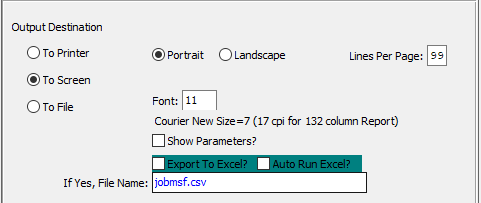 Output Destination
To Printer Portrait Landscape Lines Per Page: 99
To Screen
To File Font: 11
Courier New Size=7 (17 cpi for 132 column Report)
Show Parameters?
Export To Excel? Auto Run Excel?
If Yes, File Name: jobmsf.csv